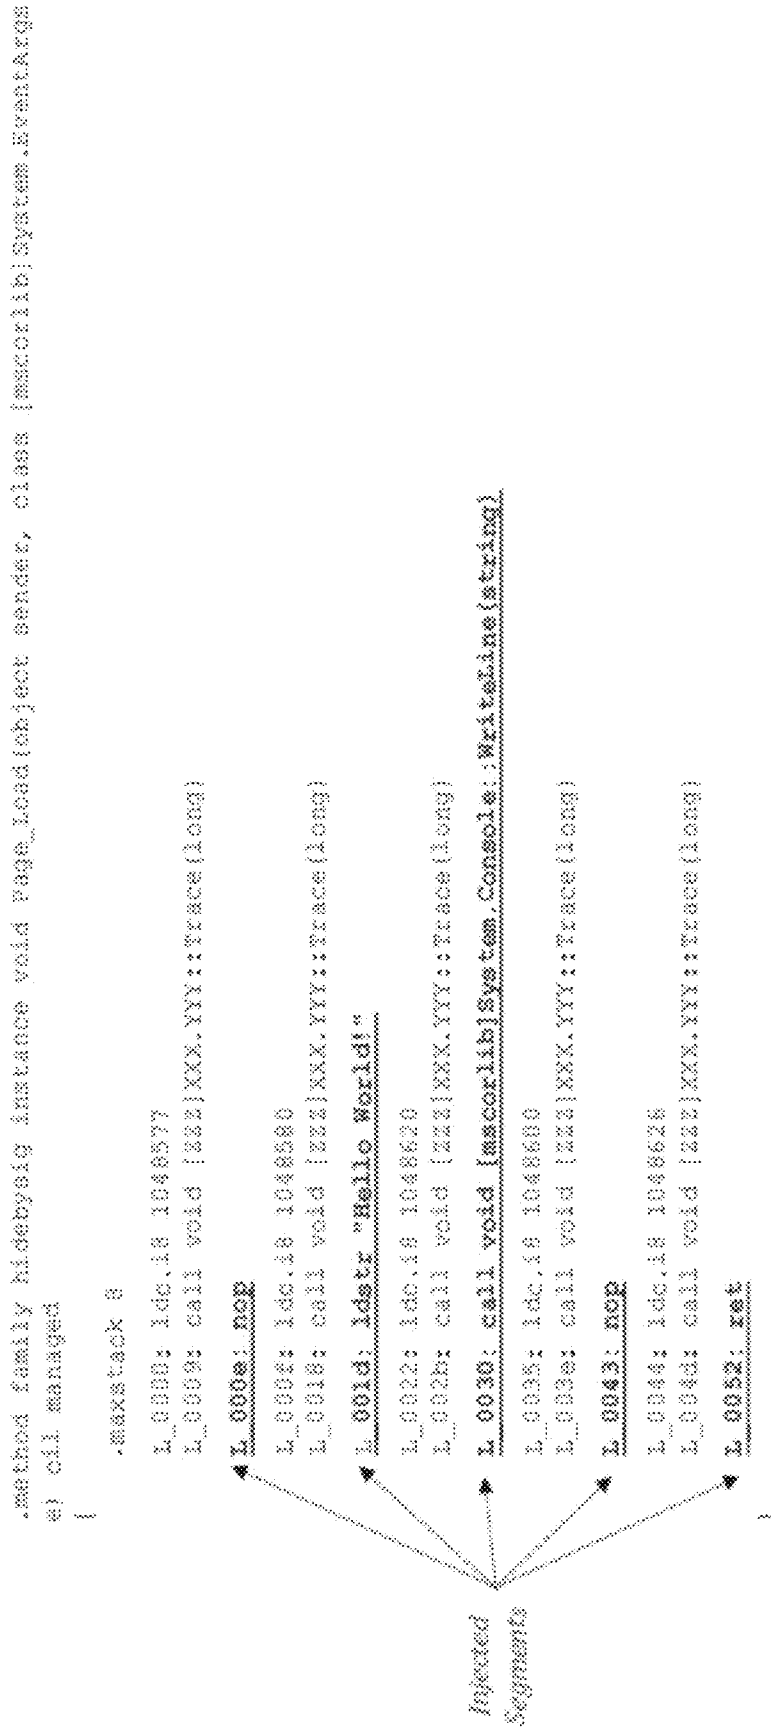 .method family hidebysig instance void Page_Load(object sender, class [mscorlib]System.EventArgs
e) cil managed
{
.maxstack 8
L_0000: ldc.i8 1048577
L_0009: call void [ZZZ]XXX.YYY::Trace(long)
L_000e: nop
L_000f: ldc.i8 1048580
L_0018: call void [ZZZ]XXX.YYY::Trace(long)
L_001d: ldstr "Hello World!"
L_0022: ldc.i8 1048620
L_002b: call void [ZZZ]XXX.YYY::Trace(long)
L_0030: call void [mscorlib]System.Console::WriteLine(string)
L_0035: ldc.i8
L_003e: call void [ZZZ]XXX.YYY::Trace(long)
L_0043: nop
L_0044: ldc.i8 1048626
L_004d: call void [ZZZ]XXX.YYY::Trace(long)
L_0052: ret
}
Injected
Segments